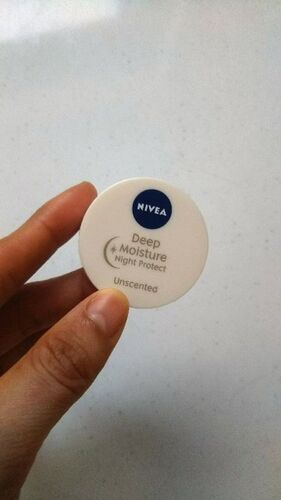 NIVEA
Deep
Moisture
Night Protect
Unscented